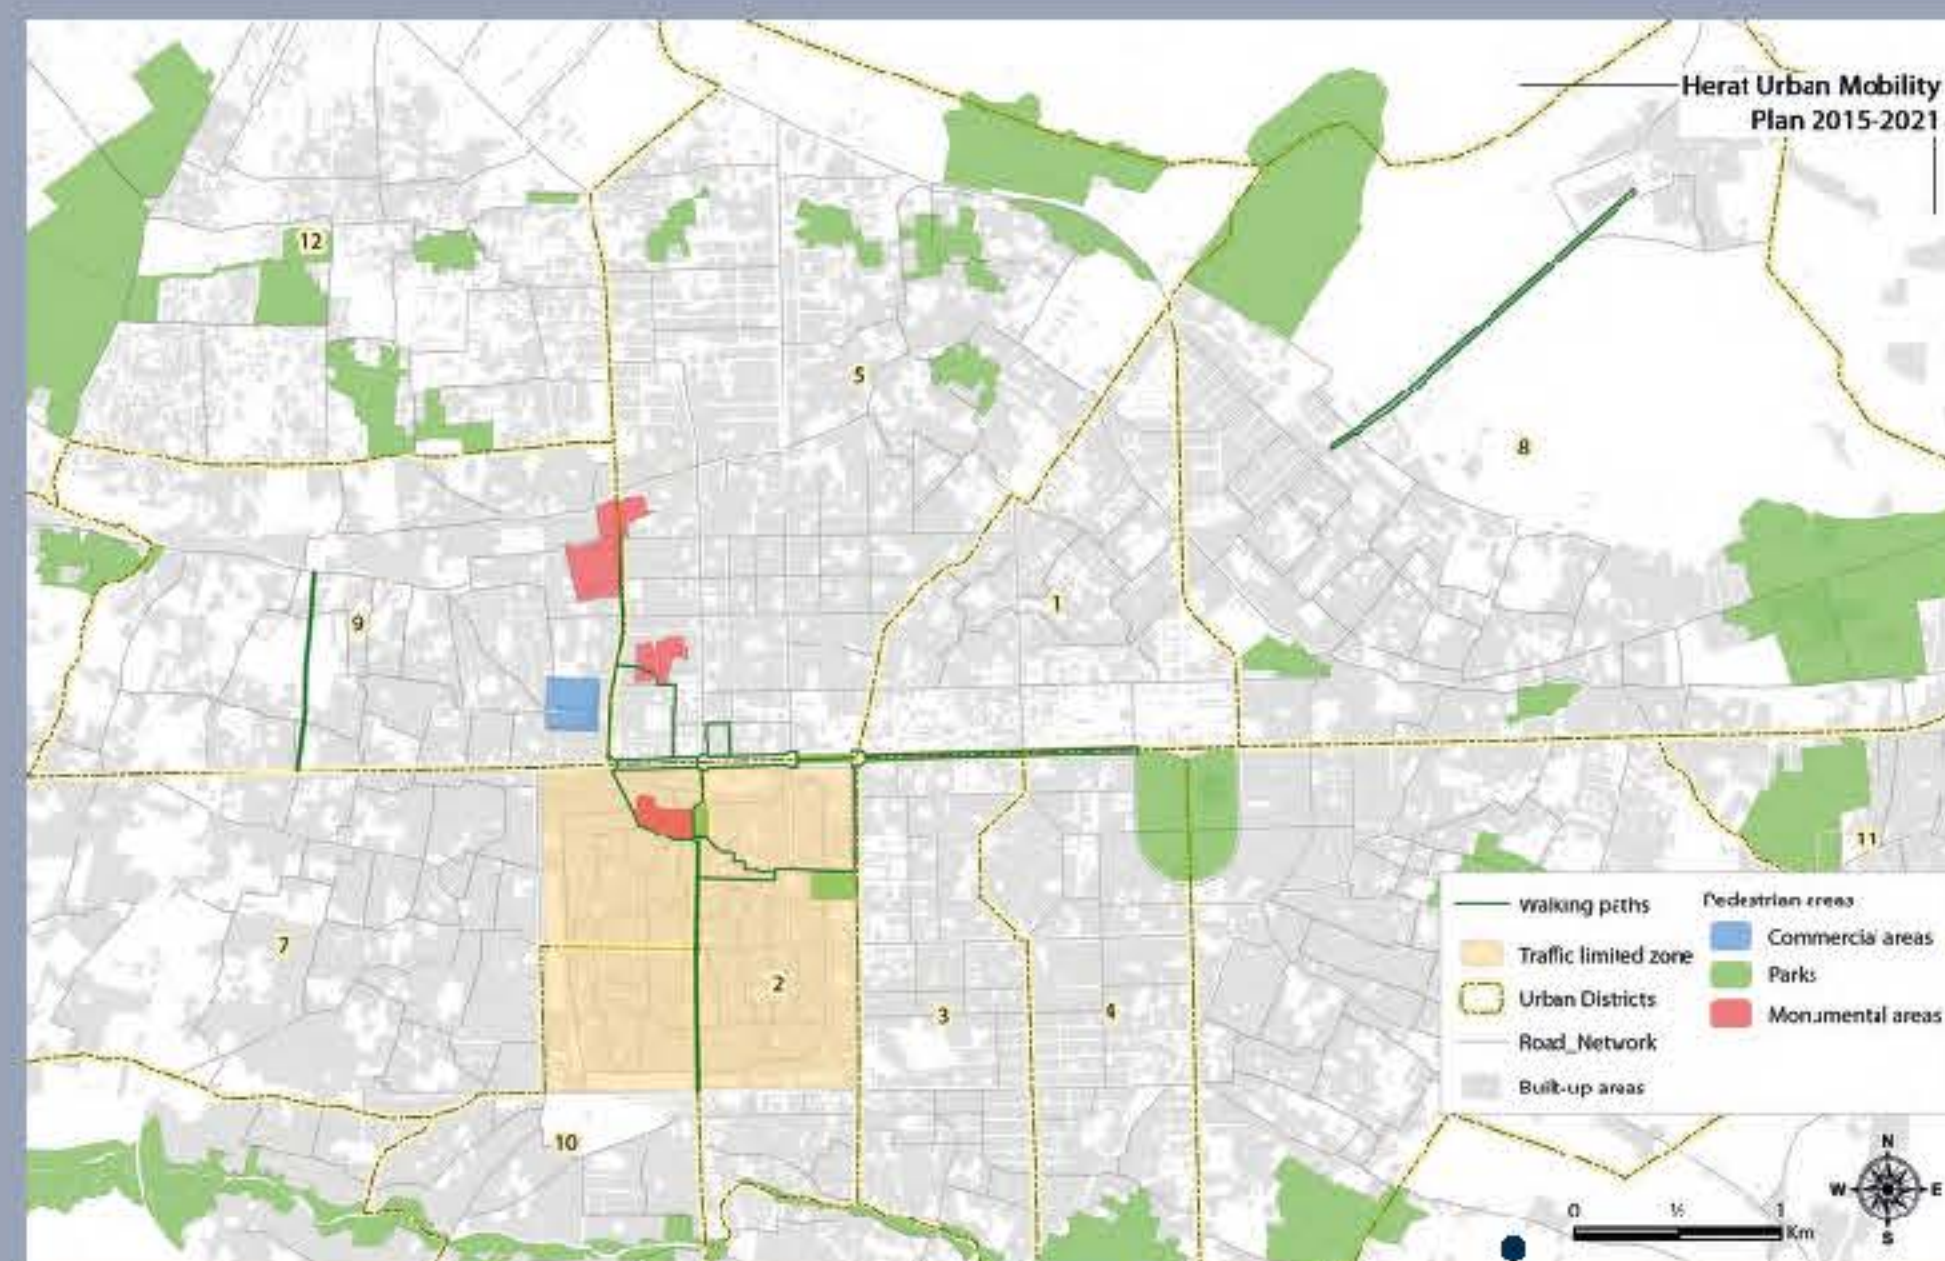 Herat Urban Mobility
Plan 2015-2021
12
5
8
1
9
11
7
2
3
4
10
Walking paths
Traffic limited zone
Urban Districts
Road_Network
Built-up areas
Pedestrian areas
Commercial areas
Parks
Monumental areas
N
W E
S
0 ½ 1
Km